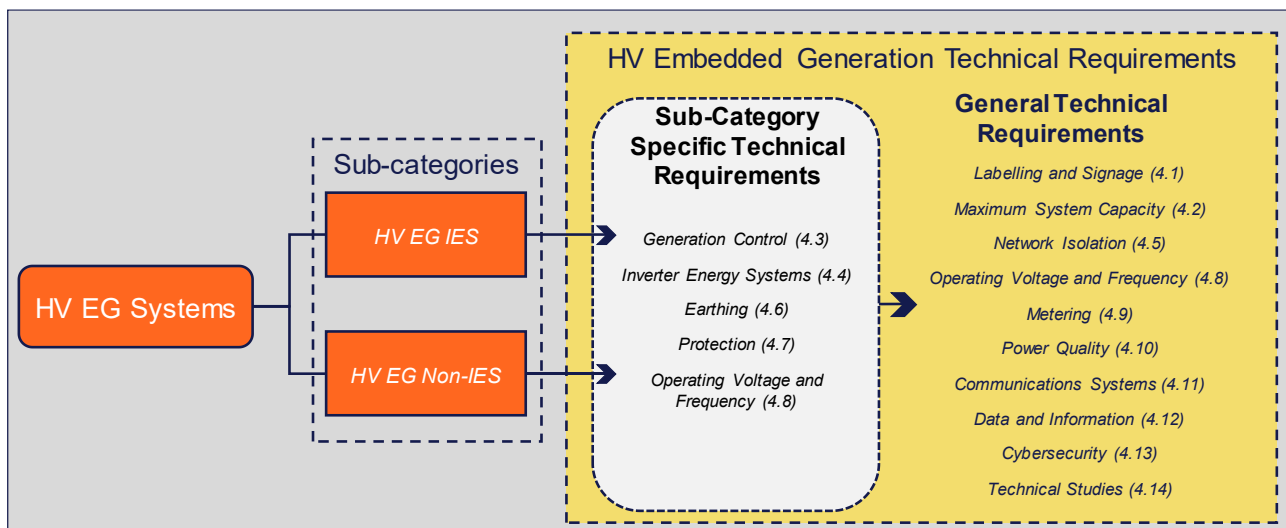 HV Embedded Generation Technical Requirements
Sub-categories
HV EG Systems
HV EG IES
HV EG Non-IES
Sub-Category
Specific Technical
Requirements
Generation Control (4.3)
Inverter Energy Systems (4.4)
Earthing (4.6)
Protection (4.7)
Operating Voltage and
Frequency (4.8)
General Technical
Requirements
Labelling and Signage (4.1)
Maximum System Capacity (4.2)
Network Isolation (4.5)
Operating Voltage and Frequency (4.8)
Metering (4.9)
Power Quality (4.10)
Communications Systems (4.11)
Data and Information (4.12)
Cybersecurity (4.13)
Technical Studies (4.14)